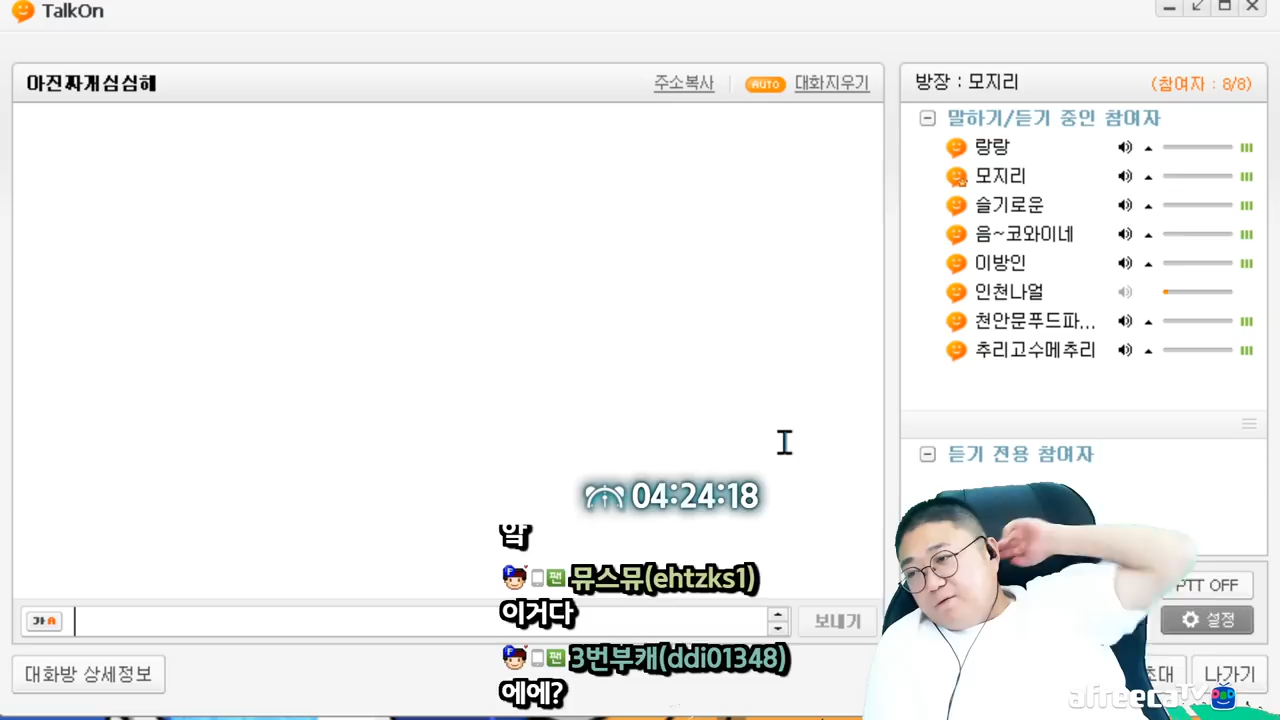 TalkOn
아진짜개심심해
주소복사
AUTO 대화지우기
방장 : 모지리
(참여자 : 8/8)
말하기/듣기 중인 참여자
랑랑
모지리
슬기로운
음~코와이네
이방인
인천나얼
천안문푸드파...
추리고수메추리
듣기 전용 참여자
04:24:18
팬 뮤스뮤(ehtzks1)
이거다
팬 3번부캐(ddi01348)
에에?
가
보내기
PTT OFF
설정
대화방 상세정보
초대
나가기
afreecaTV